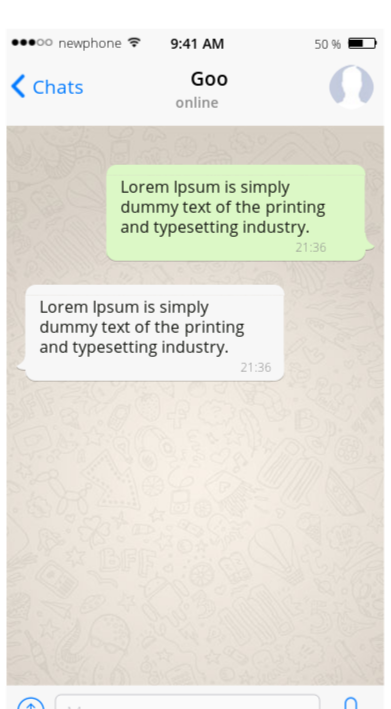 newphone 9:41 AM 50 %
Chats Goo
online
Lorem Ipsum is simply
dummy text of the printing
and typesetting industry.
21:36
Lorem Ipsum is simply
dummy text of the printing
and typesetting industry.
21:36
BFF